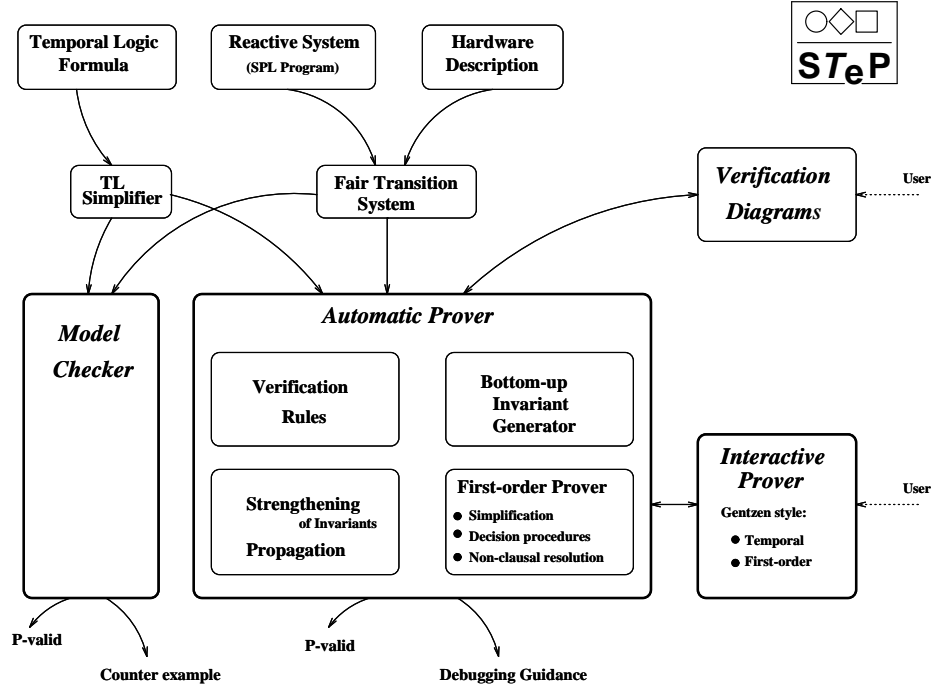 Temporal Logic
Formula
Reactive System
(SPL Program)
Hardware
Description
STeP
TL
Simplifier
Fair Transition
System
Verification
Diagrams
User
Model
Checker
Automatic Prover
Verification
Rules
Bottom-up
Invariant
Generator
Strengthening
of Invariants
Propagation
First-order Prover
Simplification
Decision procedures
Non-clausal resolution
Interactive
Prover
Gentzen style:
Temporal
First-order
User
P-valid
Counter example
P-valid
Debugging Guidance